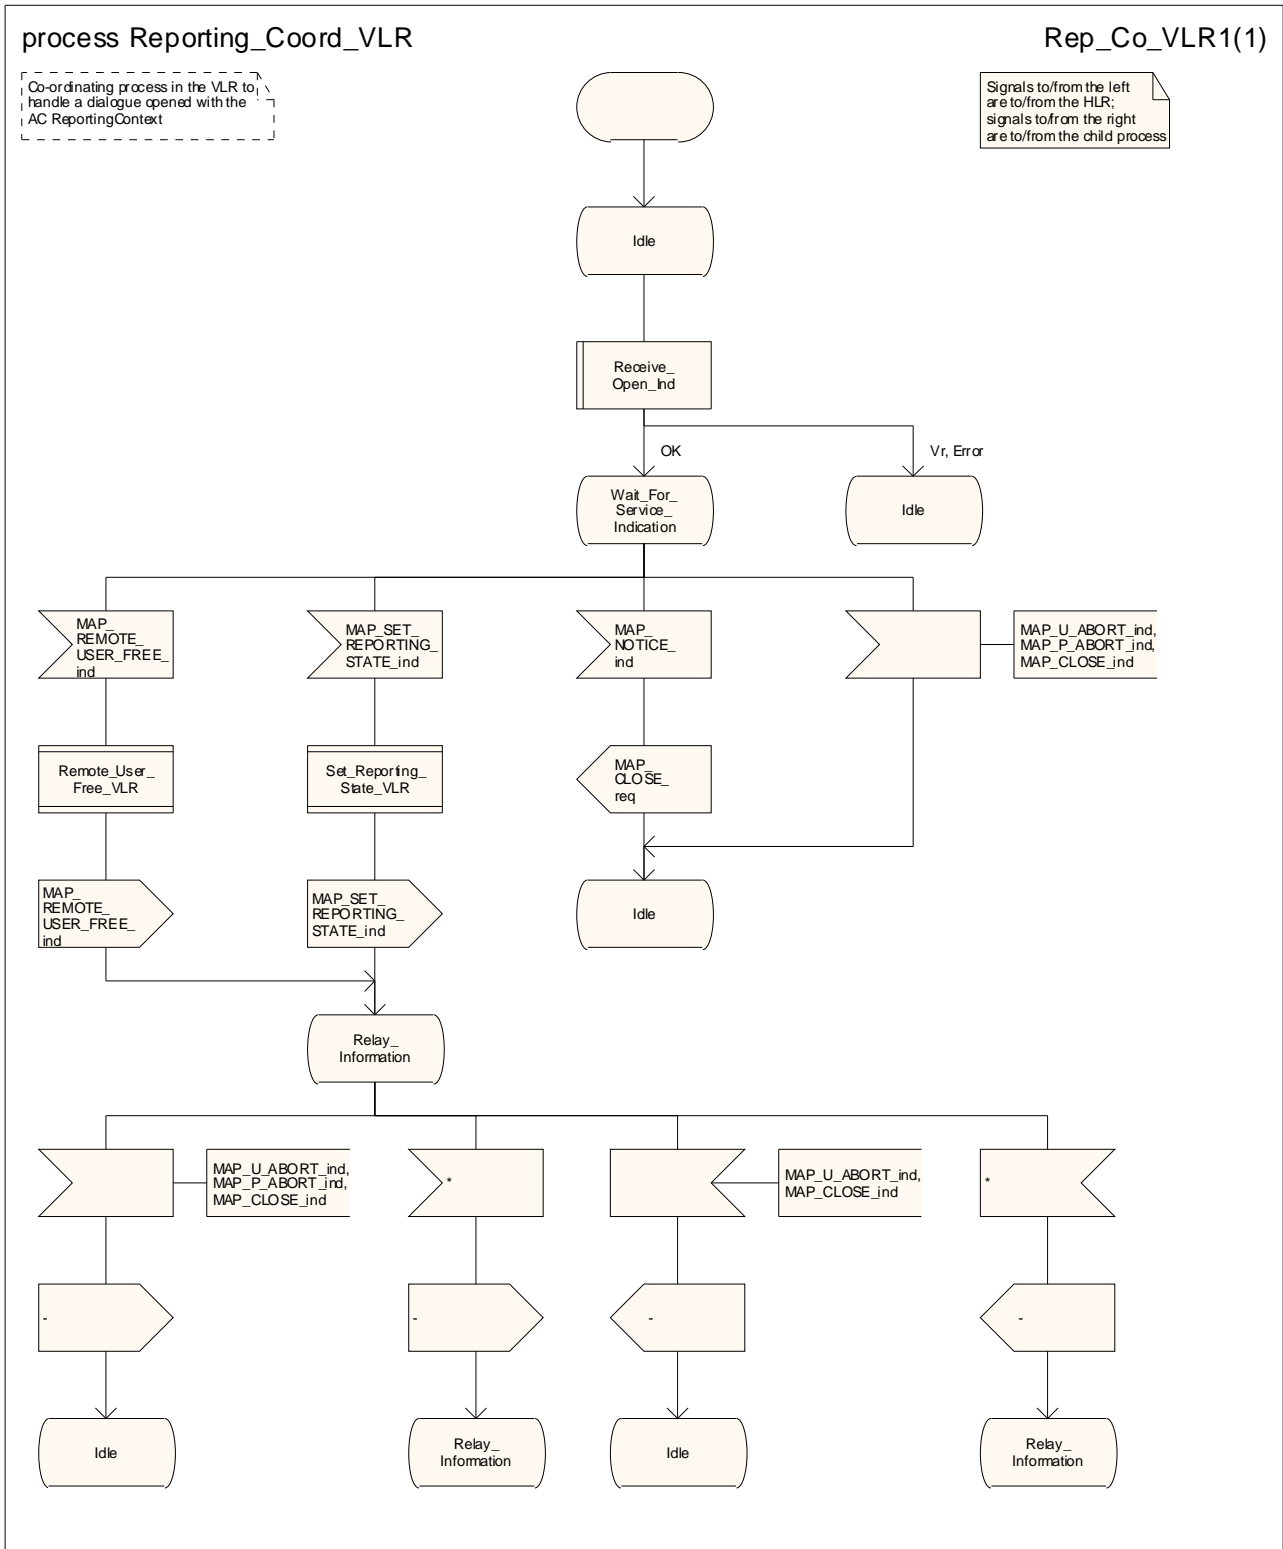 process Reporting_Coord_VLR
Rep_Co_VLR1(1)
Co-ordinating process in the VLR to
handle a dialogue opened with the
AC ReportingContext
Signals to/from the left
are to/from the HLR;
signals to/from the right
are to/from the child process
Idle
Receive_
Open_Ind
OK
Vr, Error
Wait_For_
Service_
Indication
Idle
MAP_
REMOTE_
USER_FREE_
ind
MAP_SET_
REPORTING_
STATE_ind
MAP_
NOTICE_
ind
MAP_U_ABORT_ind,
MAP_P_ABORT_ind,
MAP_CLOSE_ind
Remote_User_
Free_VLR
Set_Reporting_
State_VLR
MAP_
CLOSE_
req
MAP_
REMOTE_
USER_FREE_
ind
MAP_SET_
REPORTING_
STATE_ind
Idle
Relay_
Information
MAP_U_ABORT_ind,
MAP_P_ABORT_ind,
MAP_CLOSE_ind
*
MAP_U_ABORT_ind,
MAP_CLOSE_ind
*
-
-
-
-
Idle
Relay_
Information
Idle
Relay_
Information